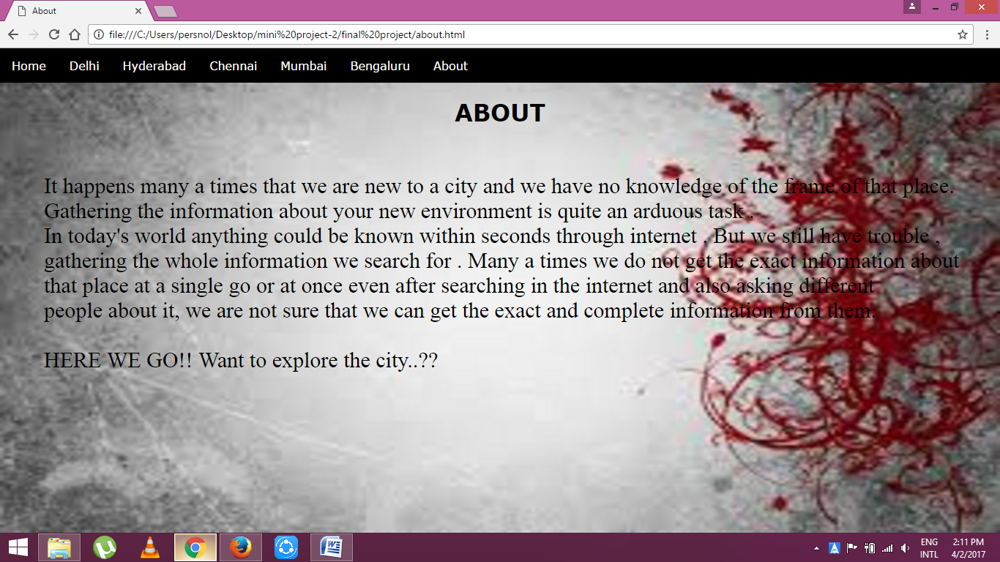 About
file:///C:/Users/persnol/Desktop/mini%20project-2/final%20project/about.html
Home Delhi Hyderabad Chennai Mumbai Bengaluru About
ABOUT
It happens many a times that we are new to a city and we have no knowledge of the frame of that place.
Gathering the information about your new environment is quite an arduous task .
In today's world anything could be known within seconds through internet . But we still have trouble ,
gathering the whole information we search for . Many a times we do not get the exact information about
that place at a single go or at once even after searching in the internet and also asking different
people about it, we are not sure that we can get the exact and complete information from them.
HERE WE GO!! Want to explore the city..??
ENG 2:11 PM
INTL 4/2/2017